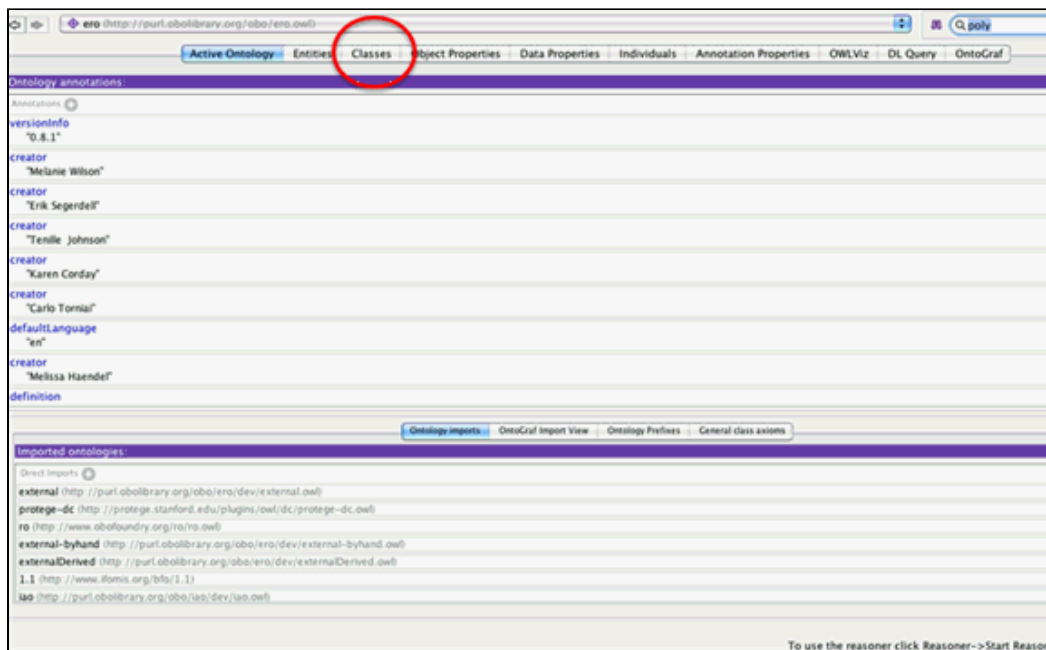 ero (http://purl.obolibrary.org/obo/ero.owl) poly
Active Ontology Entities Classes Object Properties Data Properties Individuals Annotation Properties OWLViz DL Query OntoGraf
Ontology annotations:
Annotations
versionInfo
"0.8.1"
creator
"Melanie Wilson"
creator
"Erik Segerdell"
creator
"Tenille Johnson"
creator
"Karen Corday"
creator
"Carlo Torniai"
defaultLanguage
"en"
creator
"Melissa Haendel"
definition
Ontology imports OntoGraf Import View Ontology Prefixes General class axioms
Imported ontologies:
Direct Imports
external (http://purl.obolibrary.org/obo/ero/dev/external.owl)
protege-dc (http://protege.stanford.edu/plugins/owl/dc/protege-dc.owl)
ro (http://www.obofoundry.org/ro/ro.owl)
external-byhand (http://purl.obolibrary.org/obo/ero/dev/external-byhand.owl)
externalDerived (http://purl.obolibrary.org/obo/ero/dev/externalDerived.owl)
1.1 (http://www.ifomis.org/bfo/1.1)
iao (http://purl.obolibrary.org/obo/iao/dev/iao.owl)
To use the reasoner click Reasoner->Start Reason